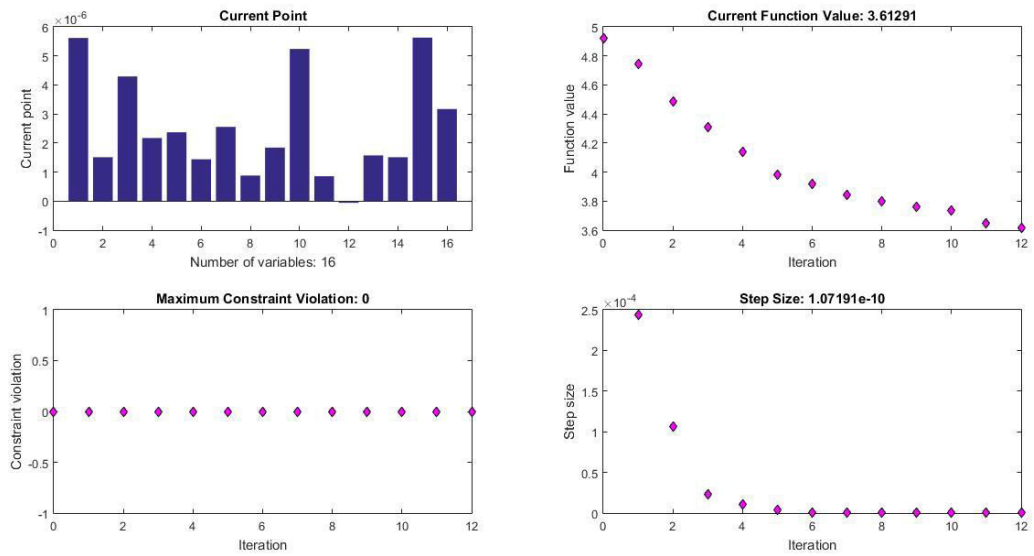 Current Point
×10-6
6
5
4
3
2
1
0
-1
0 2 4 6 8 10 12 14 16
Number of variables: 16
Current point
Current Function Value: 3.61291
5
4.8
4.6
4.4
4.2
4
3.8
3.6
0 2 4 6 8 10 12
Iteration
Function value
Maximum Constraint Violation: 0
1
0.5
0
-0.5
-1
0 2 4 6 8 10 12
Iteration
Constraint violation
Step Size: 1.07191e-10
×10-4
2.5
2
1.5
1
0.5
0
0 2 4 6 8 10 12
Iteration
Step size